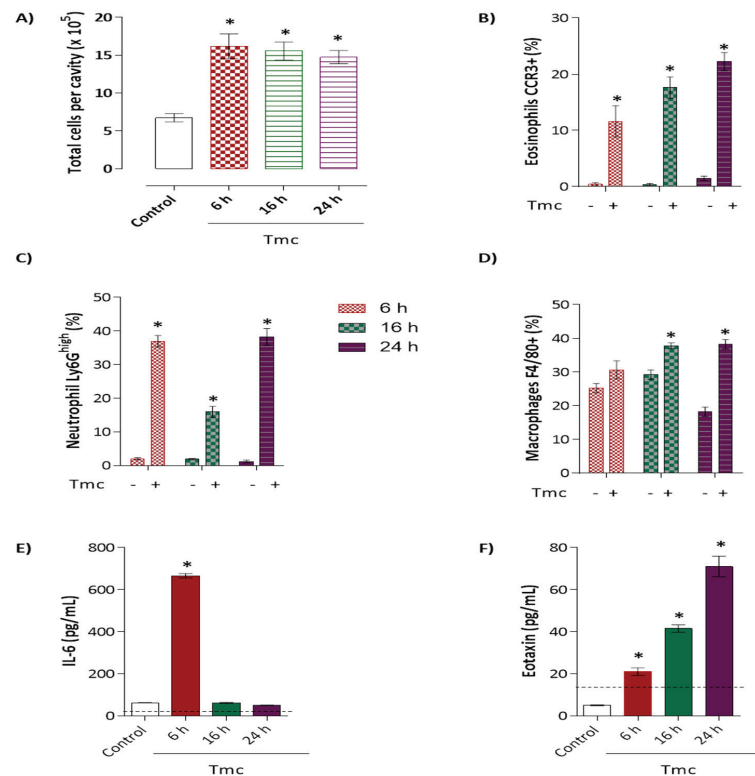 A)
Total cells per cavity (x 10⁵)
20
15
10
5
0
*
*
*
Control
6 h
16 h
24 h
Tmc
B)
Eosinophils CCR3+ (%)
30
20
10
0
*
*
*
Tmc - + - + - +
C)
Neutrophil Ly6G^high (%)
50
40
30
20
10
0
*
*
*
Tmc - + - + - +
6 h
16 h
24 h
D)
Macrophages F4/80+ (%)
50
40
30
20
10
0
*
*
Tmc - + - + - +
E)
IL-6 (pg/mL)
800
600
400
200
0
*
Control
6 h
16 h
24 h
Tmc
F)
Eotaxin (pg/mL)
80
60
40
20
0
*
*
*
Control
6 h
16 h
24 h
Tmc